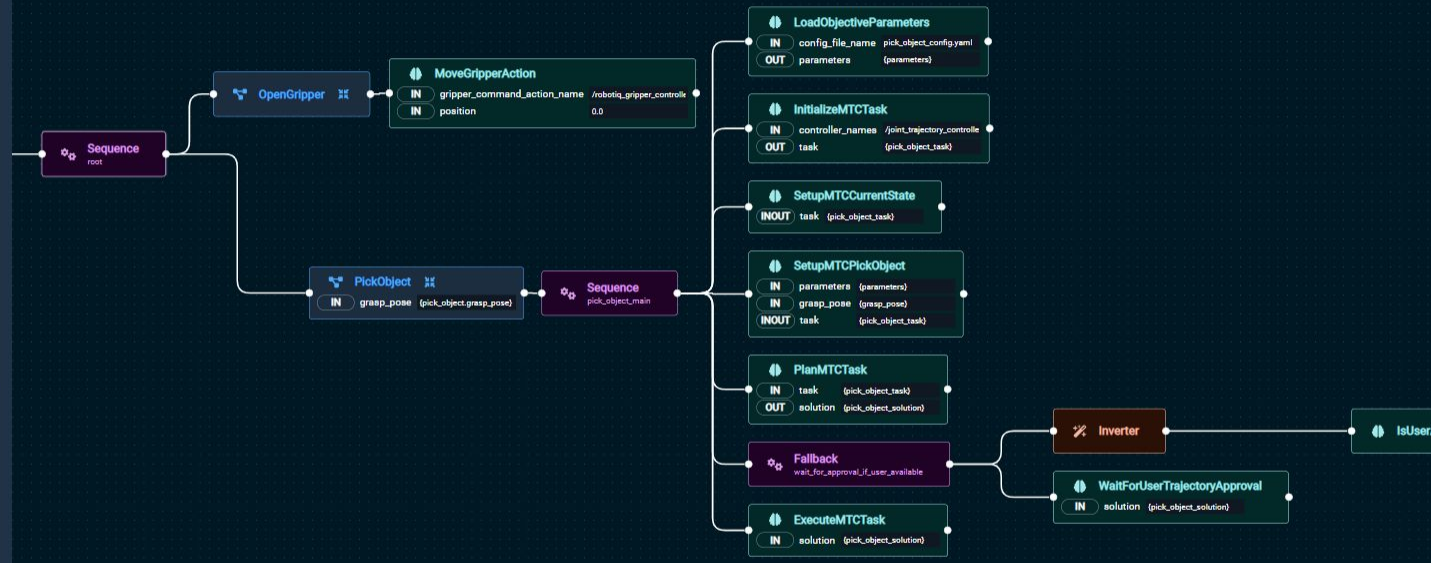 Sequence
root
OpenGripper
MoveGripperAction
IN gripper_command_action_name /robotiq_gripper_controlle
IN position 0.0
PickObject
IN grasp_pose {pick_object.grasp_pose}
Sequence
pick_object_main
LoadObjectiveParameters
IN config_file_name pick_object_config.yaml
OUT parameters {parameters}
InitializeMTCTask
IN controller_names /joint_trajectory_controlle
OUT task {pick_object_task}
SetupMTCCurrentState
INOUT task {pick_object_task}
SetupMTCPickObject
IN parameters {parameters}
IN grasp_pose {grasp_pose}
INOUT task {pick_object_task}
PlanMTCTask
IN task {pick_object_task}
OUT solution {pick_object_solution}
Fallback
wait_for_approval_if_user_available
ExecuteMTCTask
IN solution {pick_object_solution}
Inverter
IsUser
WaitForUserTrajectoryApproval
IN solution {pick_object_solution}